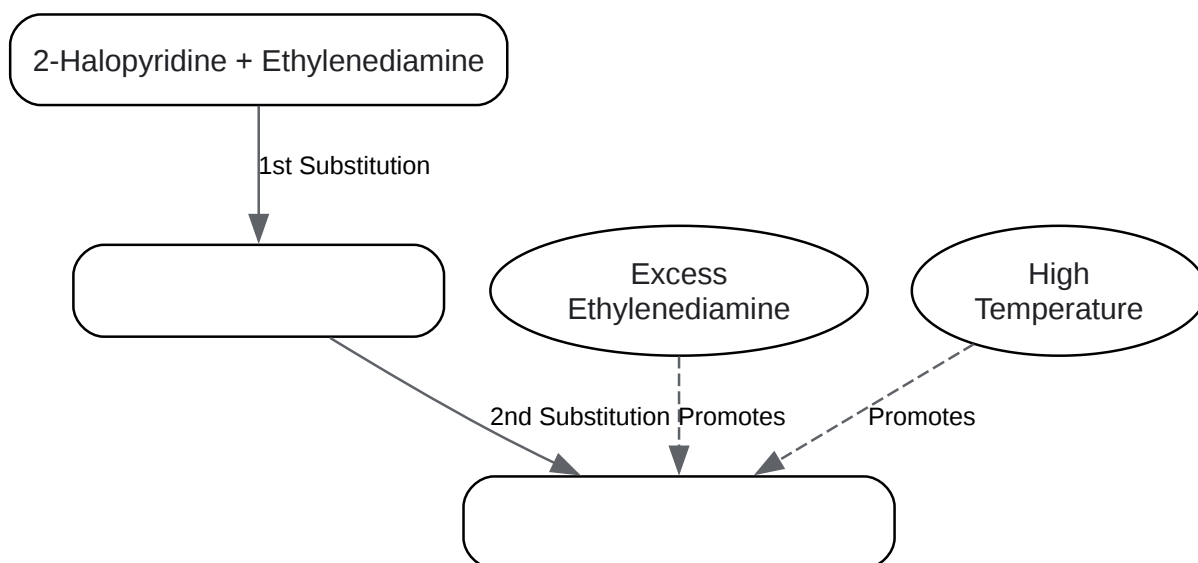 2-Halopyridine + Ethylenediamine
1st Substitution
Excess
Ethylenediamine
High
Temperature
2nd Substitution
Promotes
Promotes